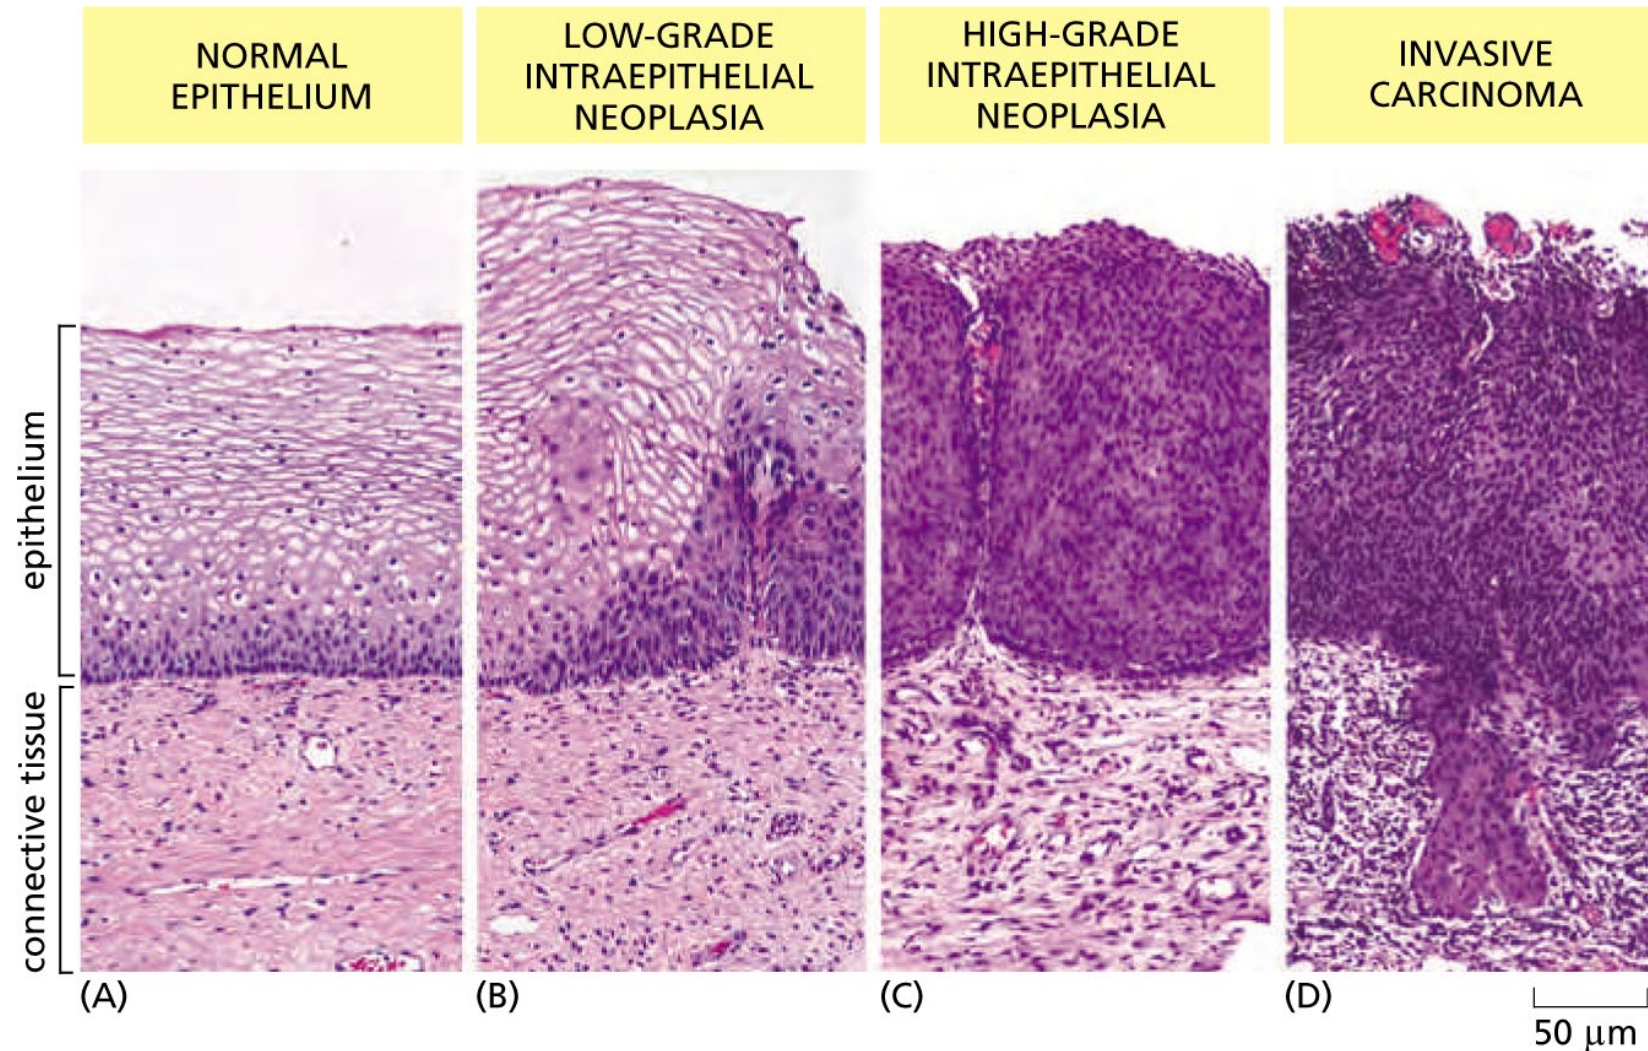 NORMAL
EPITHELIUM
LOW-GRADE
INTRAEPITHELIAL
NEOPLASIA
HIGH-GRADE
INTRAEPITHELIAL
NEOPLASIA
INVASIVE
CARCINOMA
epithelium
connective tissue
(A)
(B)
(C)
(D)
50 μm